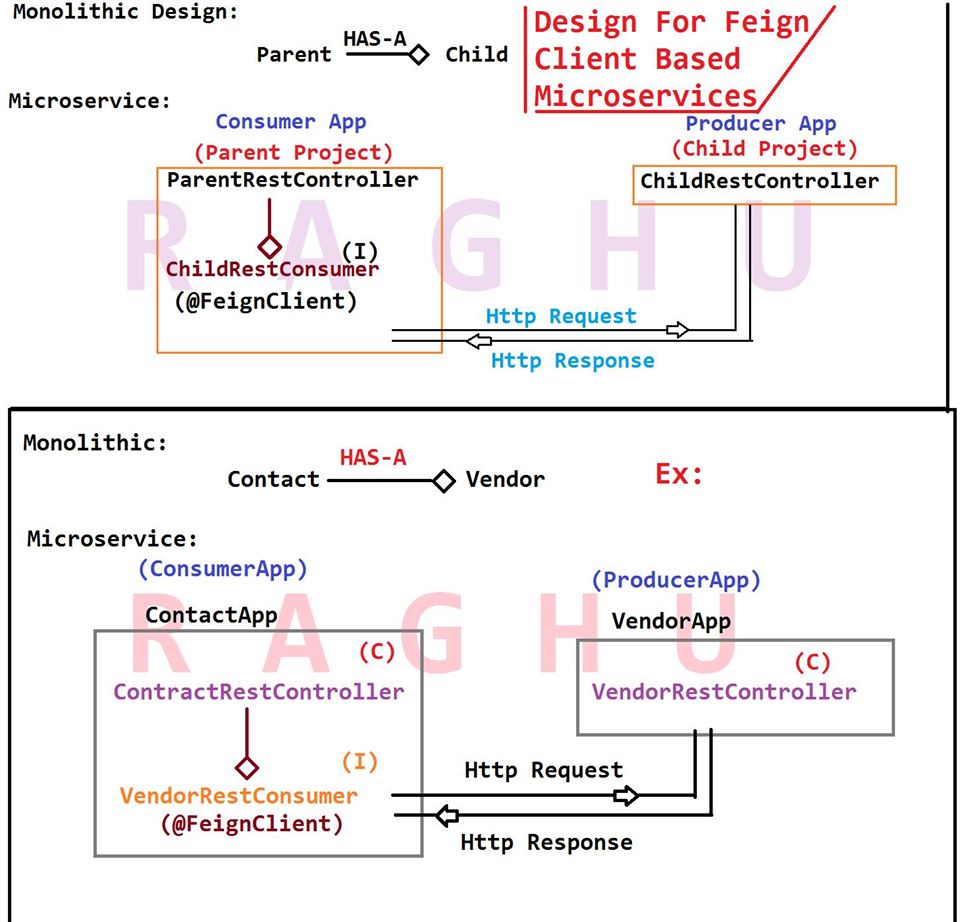 Monolithic Design:
Design For Feign
HAS-A
Parent Child
Client Based
Microservices
Microservice:
Consumer App
Producer App
(Parent Project)
(Child Project)
ParentRestController
ChildRestController
RAGHU
(I)
ChildRestConsumer
(@FeignClient)
Http Request
Http Response
Monolithic:
HAS-A
Contact Vendor
Ex:
Microservice:
(ConsumerApp)
(ProducerApp)
RAGHU
ContactApp
VendorApp
(C)
(C)
ContractRestController
VendorRestController
(I)
VendorRestConsumer
(@FeignClient)
Http Request
Http Response